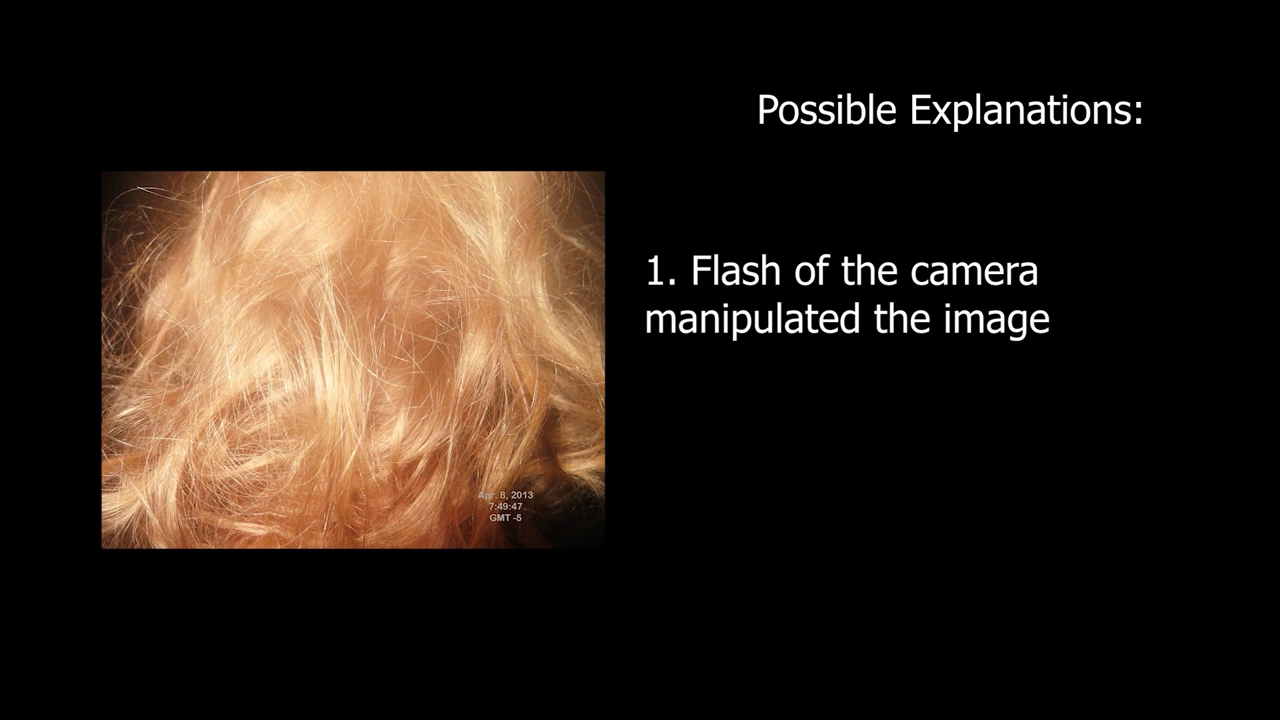 Possible Explanations:
1. Flash of the camera
manipulated the image
Apr. 8, 2013
7:49:47
GMT -5